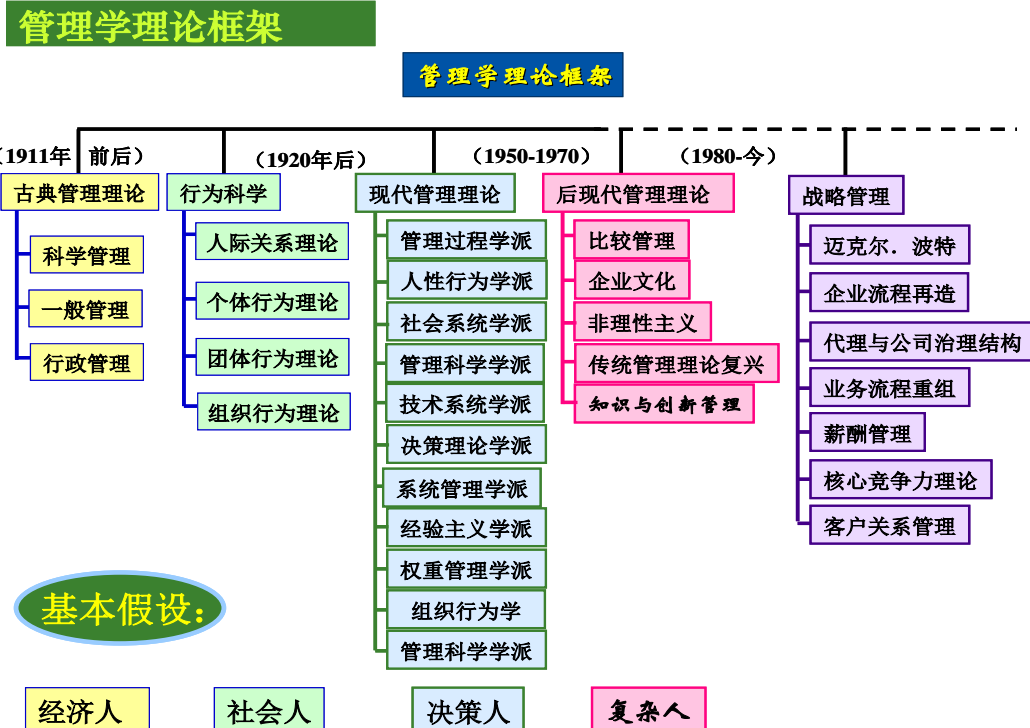 管理学理论框架
管理学理论框架
（1911年 前后）
（1920年后）
（1950-1970）
（1980-今）
古典管理理论
科学管理
一般管理
行政管理
行为科学
人际关系理论
个体行为理论
团体行为理论
组织行为理论
现代管理理论
管理过程学派
人性行为学派
社会系统学派
管理科学学派
技术系统学派
决策理论学派
系统管理学派
经验主义学派
权重管理学派
组织行为学
管理科学学派
后现代管理理论
比较管理
企业文化
非理性主义
传统管理理论复兴
知识与创新管理
战略管理
迈克尔．波特
企业流程再造
代理与公司治理结构
业务流程重组
薪酬管理
核心竞争力理论
客户关系管理
基本假设：
经济人
社会人
决策人
复杂人